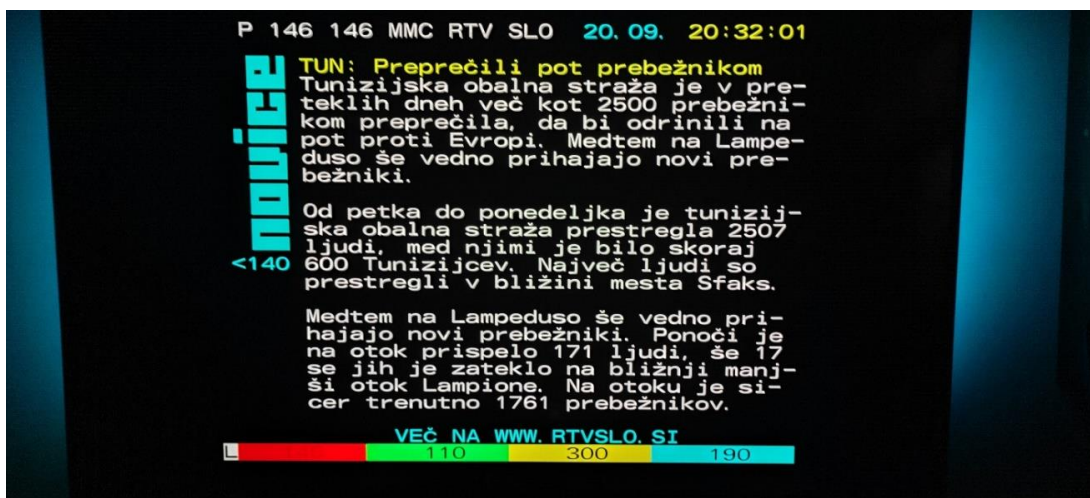 P 146 146 MMC RTV SLO 20.09. 20:32:01
novice
TUN: Preprečili pot prebežnikom
Tunizijska obalna straža je v pre-
teklih dneh več kot 2500 prebežni-
kom preprečila, da bi odrinili na
pot proti Evropi. Medtem na Lampe-
duso še vedno prihajajo novi pre-
bežniki.
Od petka do ponedeljka je tunizij-
ska obalna straža prestregla 2507
ljudi, med njimi je bilo skoraj
<140 600 Tunizijcev. Največ ljudi so
prestregli v bližini mesta Sfaks.
Medtem na Lampeduso še vedno pri-
hajajo novi prebežniki. Ponoči je
na otok prispelo 171 ljudi, še 17
se jih je zateklo na bližnji manj-
ši otok Lampione. Na otoku je si-
cer trenutno 1761 prebežnikov.
VEČ NA WWW.RTVSLO.SI
L 110 300 190